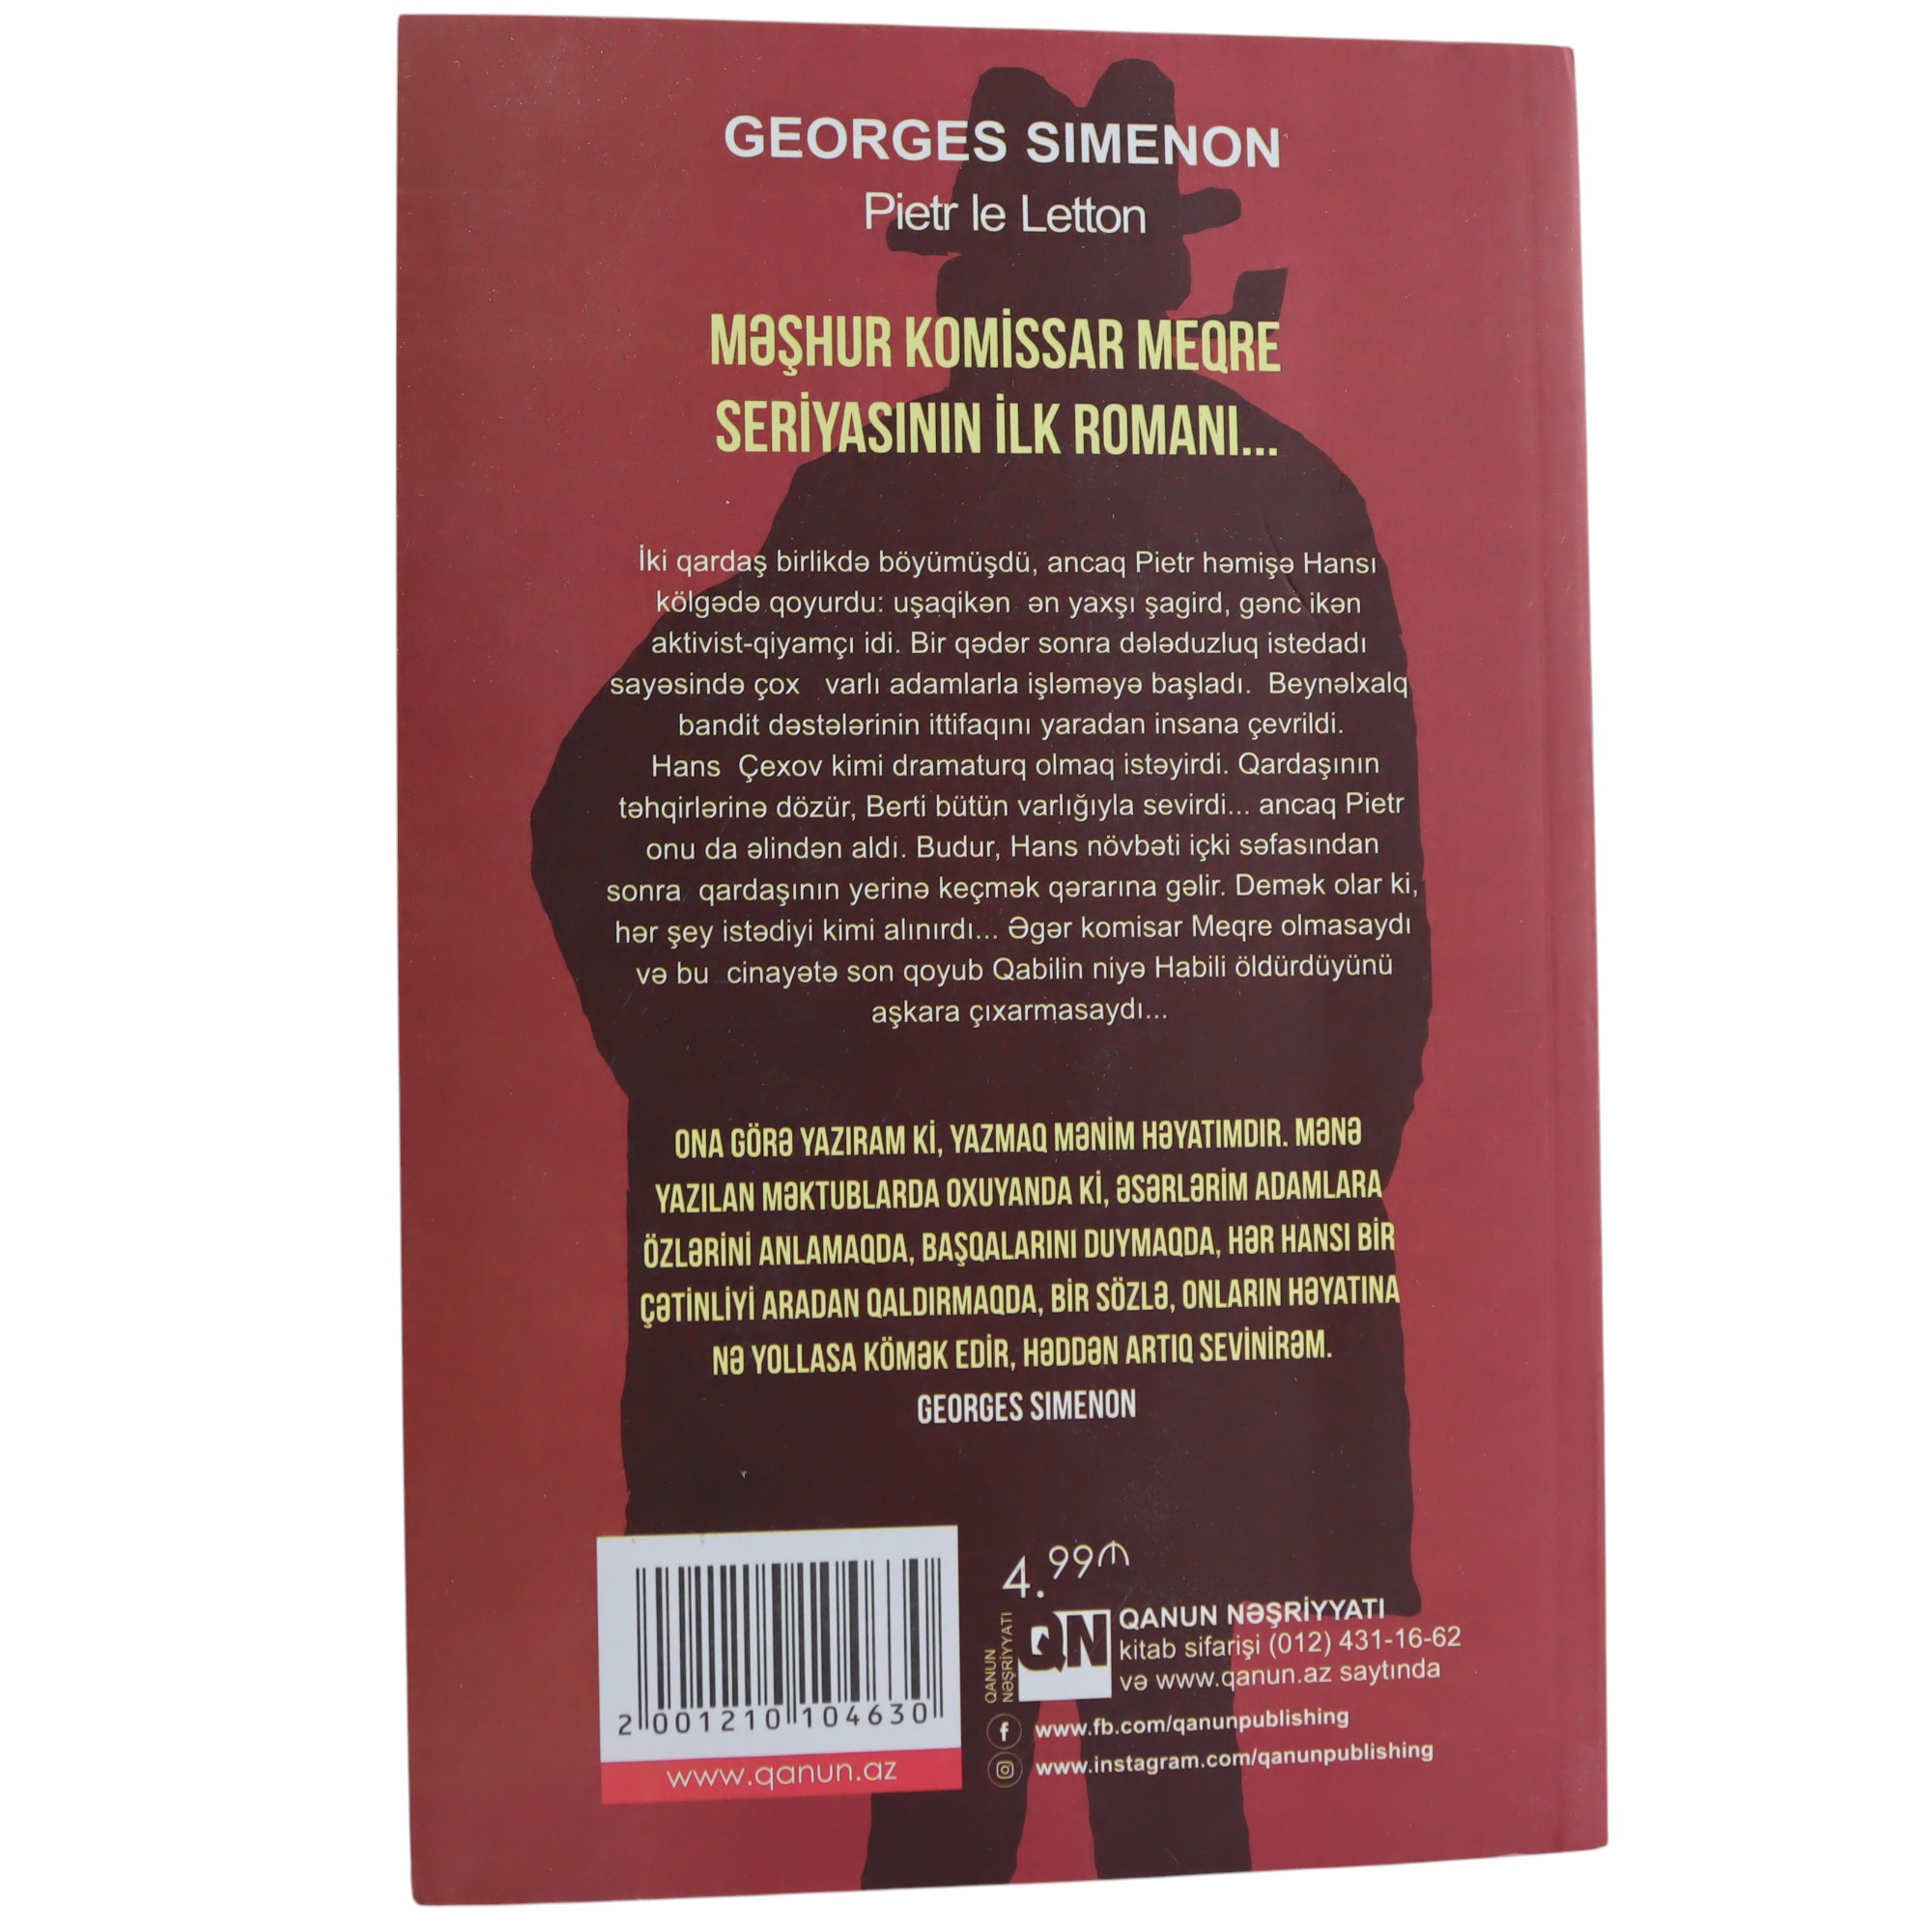 GEORGES SIMENON
Pietr le Letton
MƏŞHUR KOMİSSAR MEQRE
SERİYASININ İLK ROMANI...
İki qardaş birlikdə böyümüşdü, ancaq Pietr həmişə Hansı
kölgədə qoyurdu: uşaqikən ən yaxşı şagird, gənc ikən
aktivist-qiyamçı idi. Bir qədər sonra dələduzluq istedadı
sayəsində çox varlı adamlarla işləməyə başladı. Beynəlxalq
bandit dəstələrinin ittifaqını yaradan insana çevrildi.
Hans Çexov kimi dramaturq olmaq istəyirdi. Qardaşının
təhqirlərinə dözür, Berti bütün varlığıyla sevirdi... ancaq Pietr
onu da əlindən aldı. Budur, Hans növbəti içki səfasından
sonra qardaşının yerinə keçmək qərarına gəlir. Demək olar ki,
hər şey istədiyi kimi alınırdı... Əgər komisar Meqre olmasaydı
və bu cinayətə son qoyub Qabilin niyə Habili öldürdüyünü
aşkara çıxarmasaydı...
ONA GÖRƏ YAZIRAM Kİ, YAZMAQ MƏNİM HƏYATIMDIR. MƏNƏ
YAZILAN MƏKTUBLARDA OXUYANDA Kİ, ƏSƏRLƏRİM ADAMLARA
ÖZLƏRİNİ ANLAMAQDA, BAŞQALARINI DUYMAQDA, HƏR HANSI BİR
ÇƏTİNLİYİ ARADAN QALDIRMAQDA, BİR SÖZLƏ, ONLARIN HƏYATINA
NƏ YOLLASA KÖMƏK EDİR, HƏDDƏN ARTIQ SEVİNİRƏM.
GEORGES SIMENON
2 001210 104630
www.qanun.az
4.99₼
QANUN
NƏŞRİYYATI
QN
QANUN NƏŞRİYYATI
kitab sifarişi (012) 431-16-62
və www.qanun.az saytında
www.fb.com/qanunpublishing
www.instagram.com/qanunpublishing